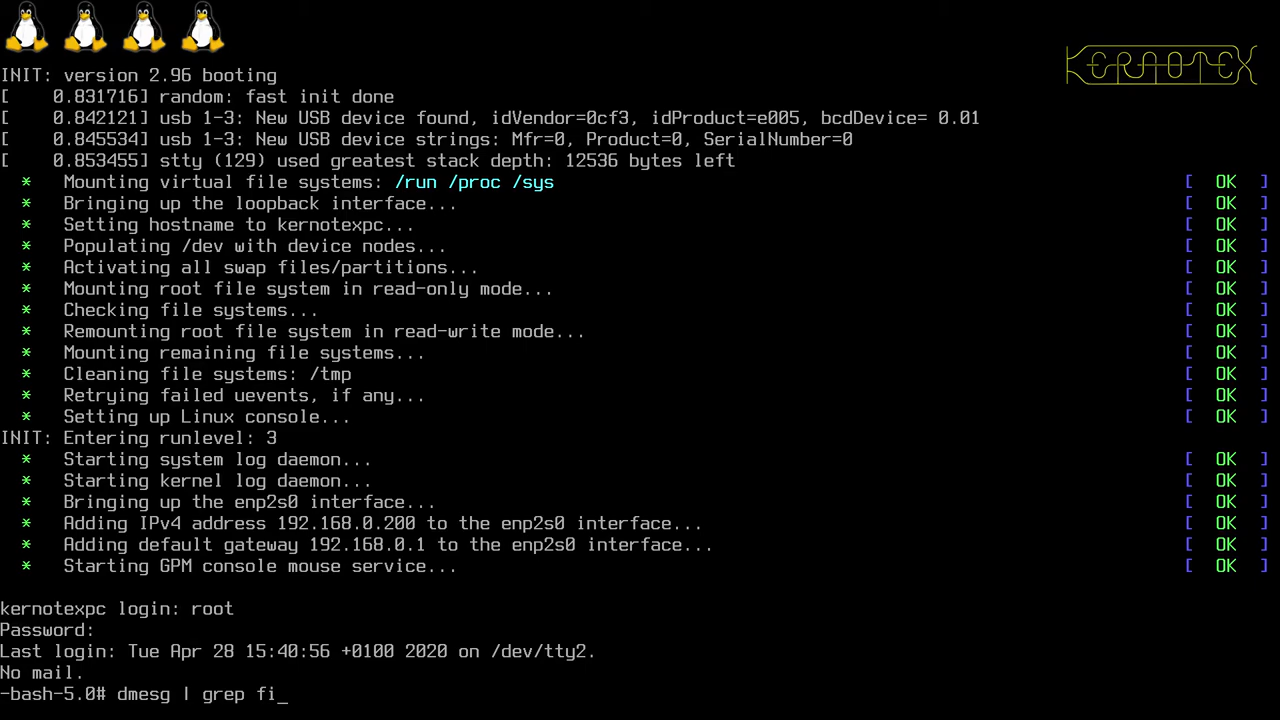 KERNOTEX
INIT: version 2.96 booting
[    0.831716] random: fast init done
[    0.842121] usb 1-3: New USB device found, idVendor=0cf3, idProduct=e005, bcdDevice= 0.01
[    0.845534] usb 1-3: New USB device strings: Mfr=0, Product=0, SerialNumber=0
[    0.853455] stty (129) used greatest stack depth: 12536 bytes left
  *   Mounting virtual file systems: /run /proc /sys [  OK  ]
  *   Bringing up the loopback interface... [  OK  ]
  *   Setting hostname to kernotexpc... [  OK  ]
  *   Populating /dev with device nodes... [  OK  ]
  *   Activating all swap files/partitions... [  OK  ]
  *   Mounting root file system in read-only mode... [  OK  ]
  *   Checking file systems... [  OK  ]
  *   Remounting root file system in read-write mode... [  OK  ]
  *   Mounting remaining file systems... [  OK  ]
  *   Cleaning file systems: /tmp [  OK  ]
  *   Retrying failed uevents, if any... [  OK  ]
  *   Setting up Linux console... [  OK  ]
INIT: Entering runlevel: 3
  *   Starting system log daemon... [  OK  ]
  *   Starting kernel log daemon... [  OK  ]
  *   Bringing up the enp2s0 interface... [  OK  ]
  *   Adding IPv4 address 192.168.0.200 to the enp2s0 interface... [  OK  ]
  *   Adding default gateway 192.168.0.1 to the enp2s0 interface... [  OK  ]
  *   Starting GPM console mouse service... [  OK  ]
kernotexpc login: root
Password:
Last login: Tue Apr 28 15:40:56 +0100 2020 on /dev/tty2.
No mail.
-bash-5.0# dmesg | grep fi_